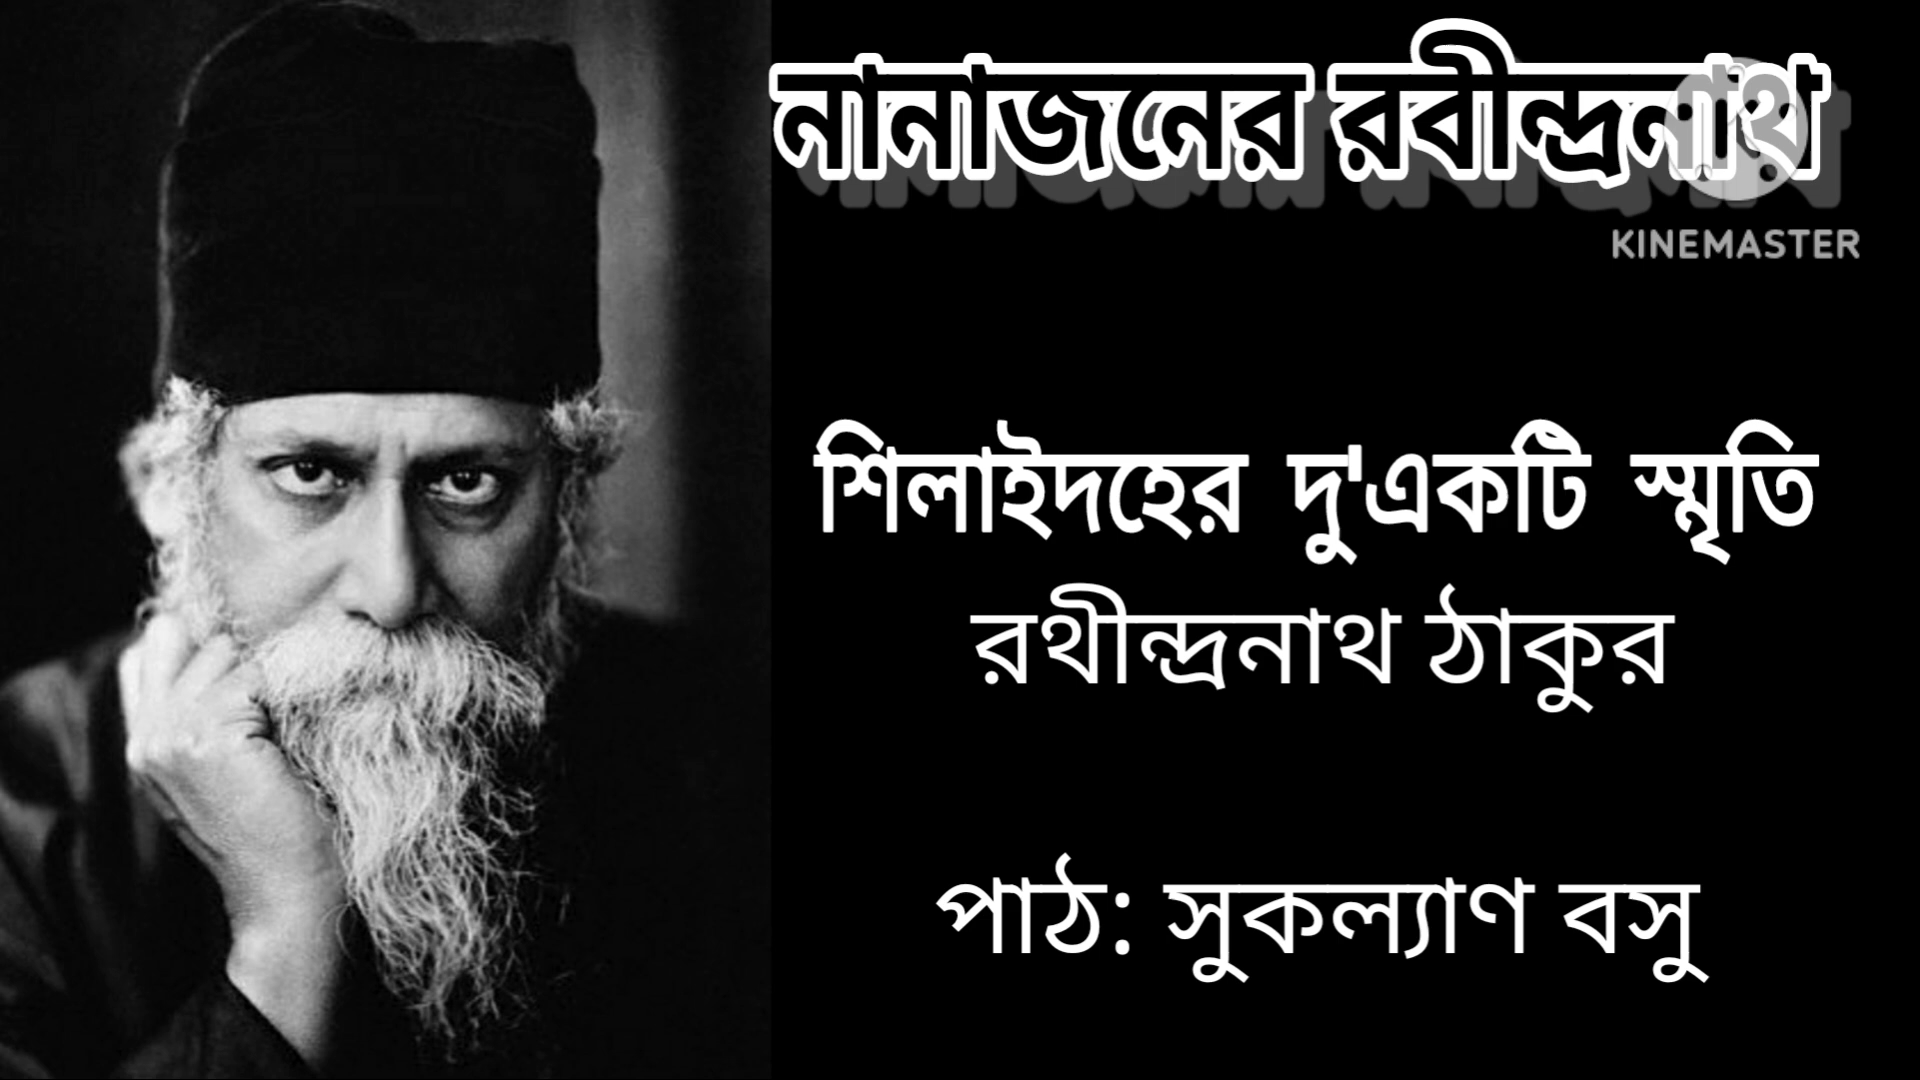 নানাজনের রবীন্দ্রনাথ
KINEMASTER
শিলাইদহের দু'একটি স্মৃতি
রথীন্দ্রনাথ ঠাকুর
পাঠ: সুকল্যাণ বসু